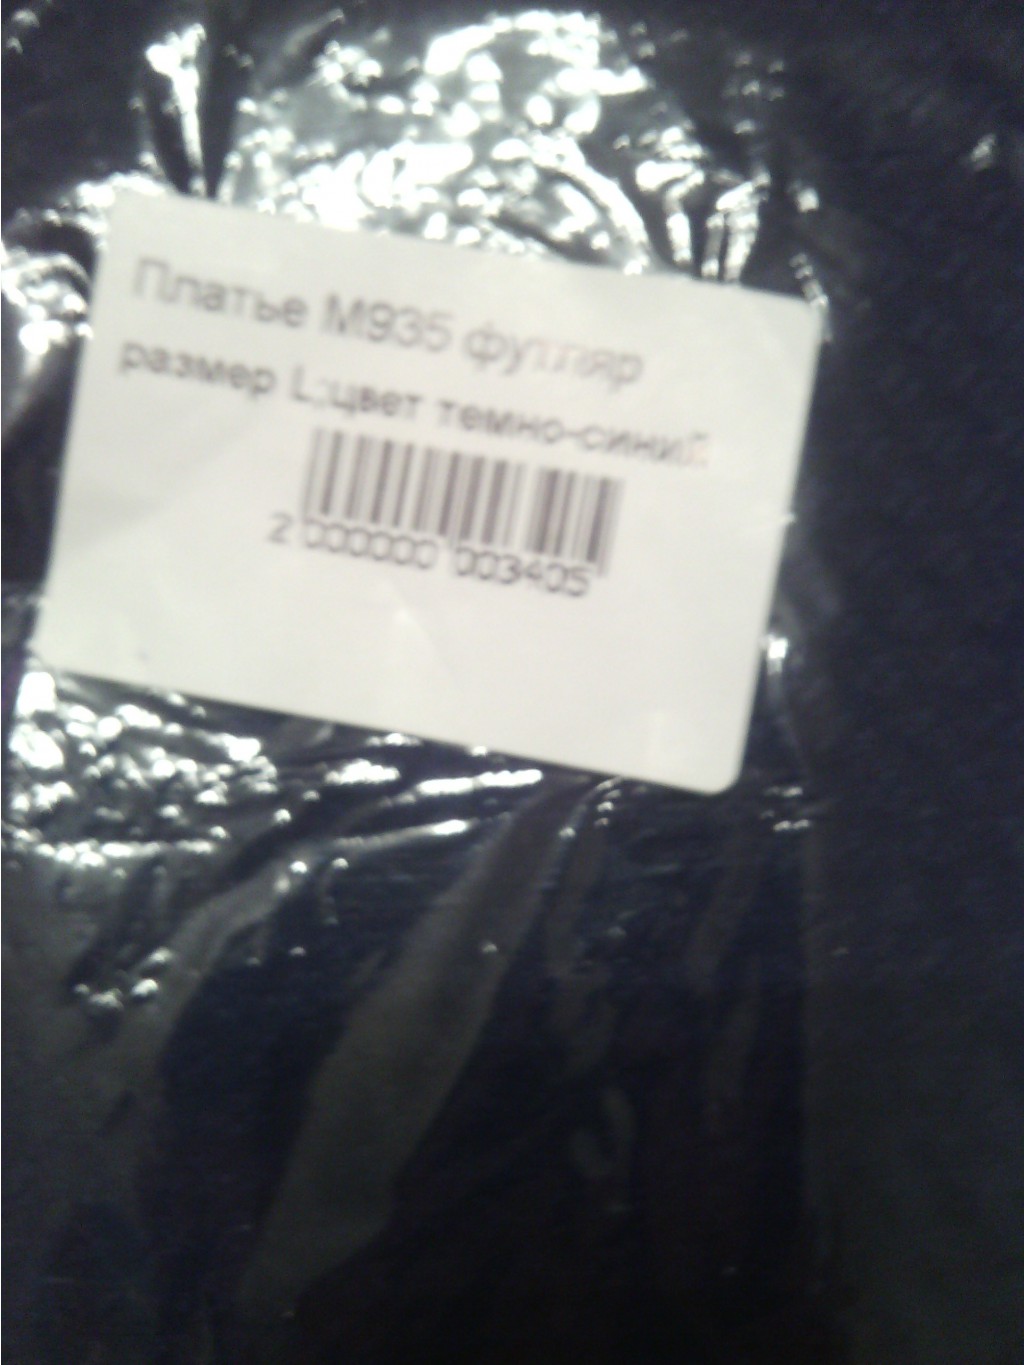 Платье М935 футляр
размер L;цвет темно-синий
2 000000 003405